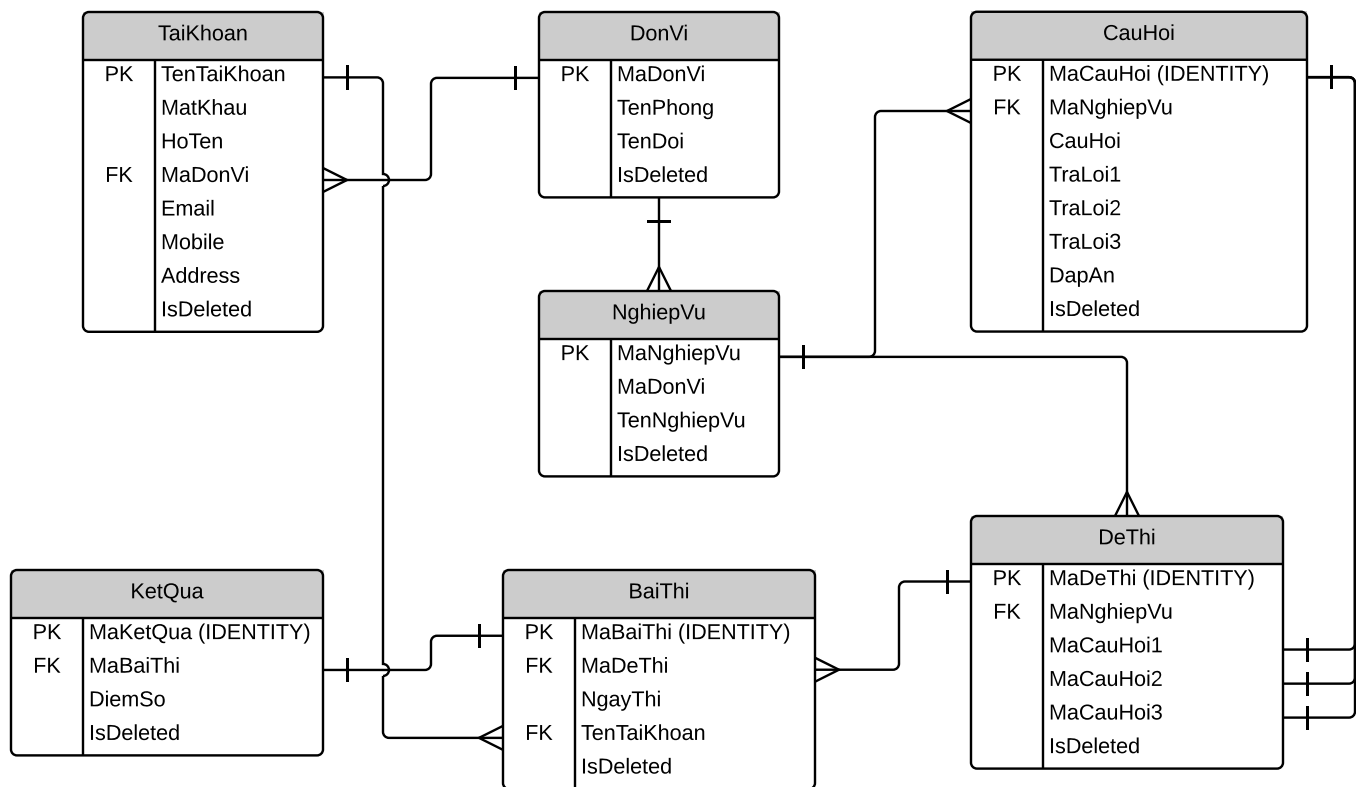 TaiKhoan
PK TenTaiKhoan
MatKhau
HoTen
FK MaDonVi
Email
Mobile
Address
IsDeleted
DonVi
PK MaDonVi
TenPhong
TenDoi
IsDeleted
CauHoi
PK MaCauHoi (IDENTITY)
FK MaNghiepVu
CauHoi
TraLoi1
TraLoi2
TraLoi3
DapAn
IsDeleted
NghiepVu
PK MaNghiepVu
MaDonVi
TenNghiepVu
IsDeleted
KetQua
PK MaKetQua (IDENTITY)
FK MaBaiThi
DiemSo
IsDeleted
BaiThi
PK MaBaiThi (IDENTITY)
FK MaDeThi
NgayThi
FK TenTaiKhoan
IsDeleted
DeThi
PK MaDeThi (IDENTITY)
FK MaNghiepVu
MaCauHoi1
MaCauHoi2
MaCauHoi3
IsDeleted